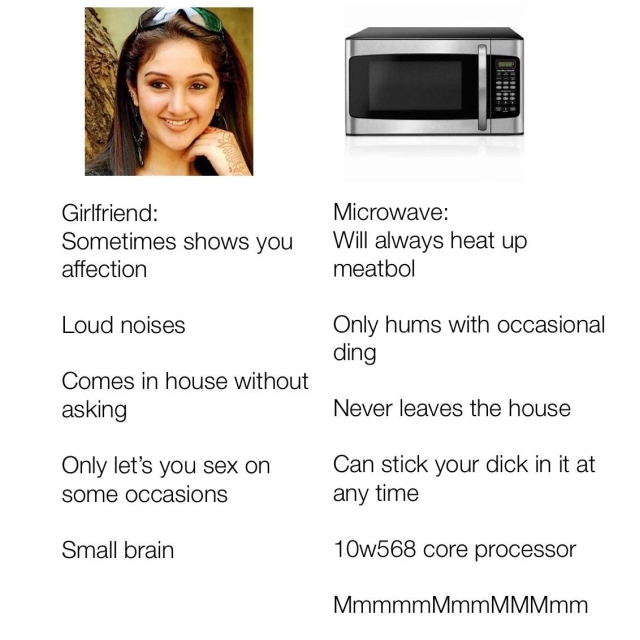 Girlfriend:
Sometimes shows you
affection
Loud noises
Comes in house without
asking
Only let's you sex on
some occasions
Small brain
Microwave:
Will always heat up
meatbol
Only hums with occasional
ding
Never leaves the house
Can stick your dick in it at
any time
10w568 core processor
MmmmmMmmMMMmm